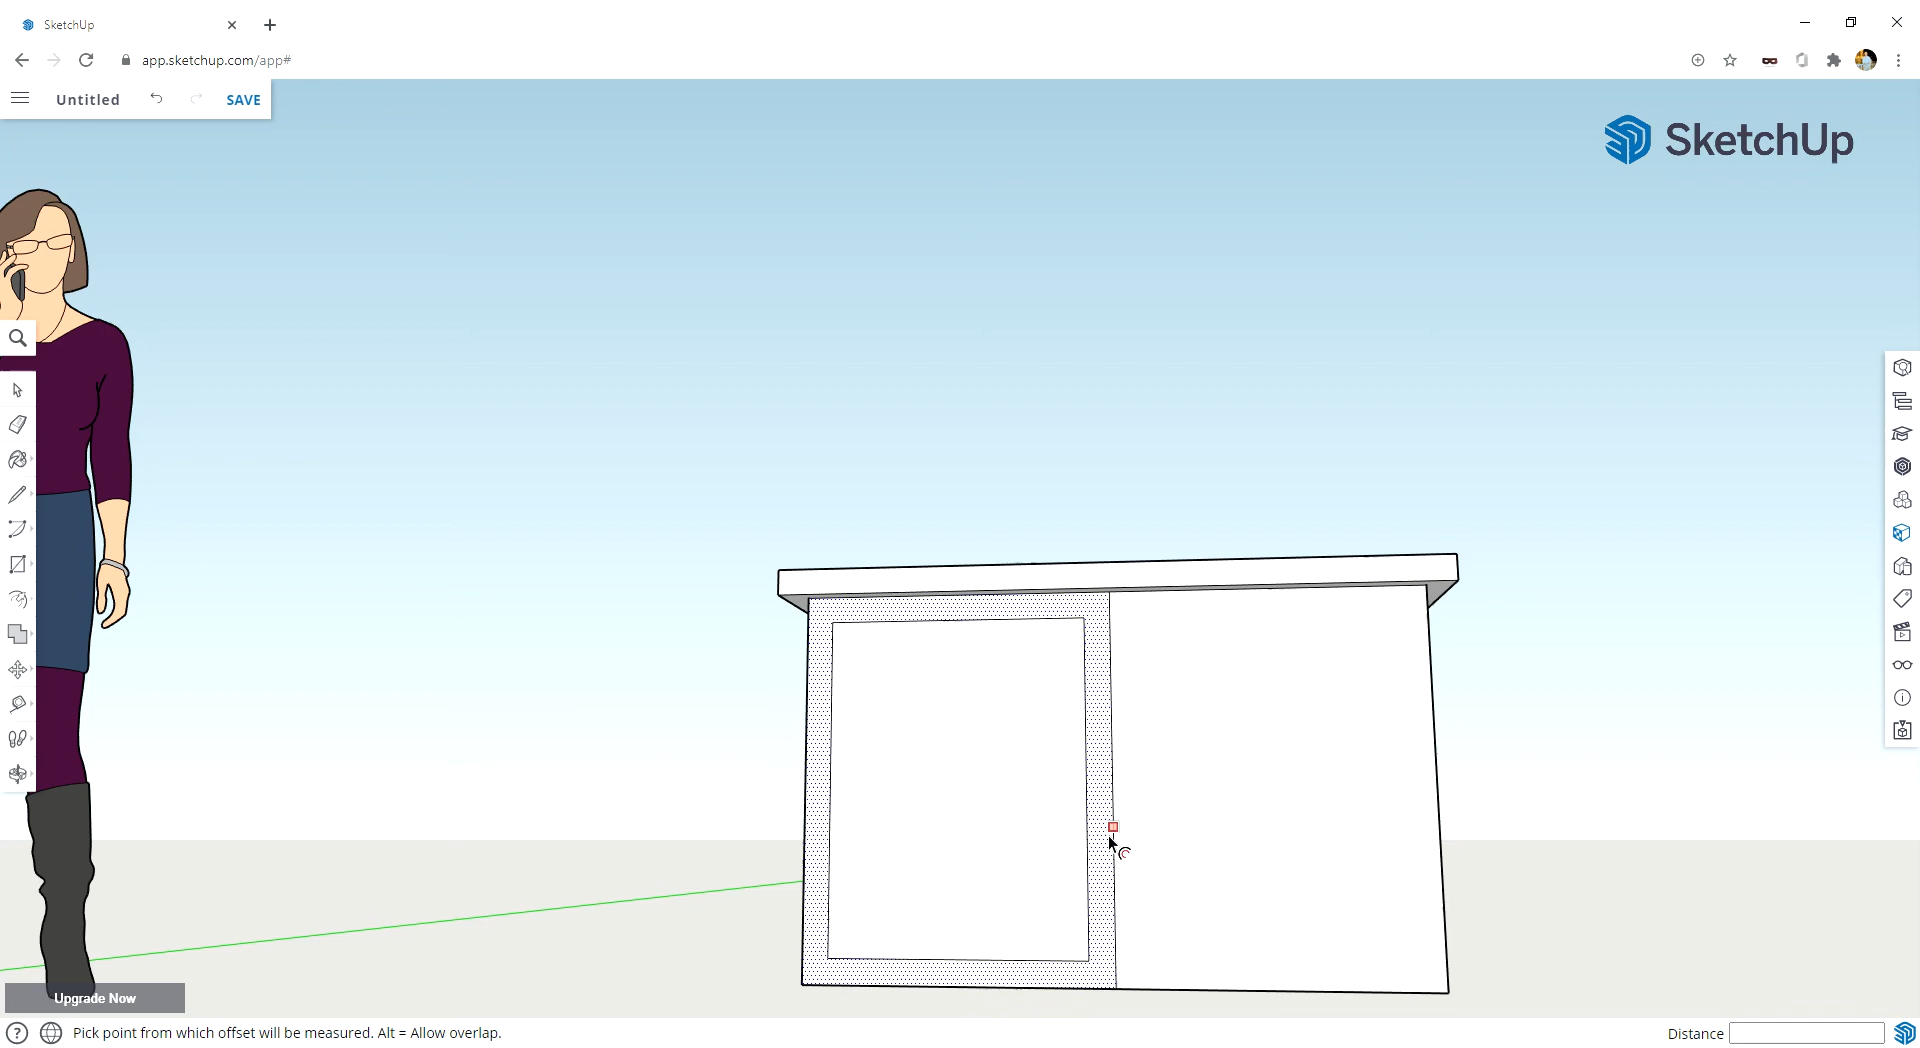 SketchUp
app.sketchup.com/app#
Untitled
SAVE
SketchUp
Upgrade Now
Pick point from which offset will be measured. Alt = Allow overlap.
Distance